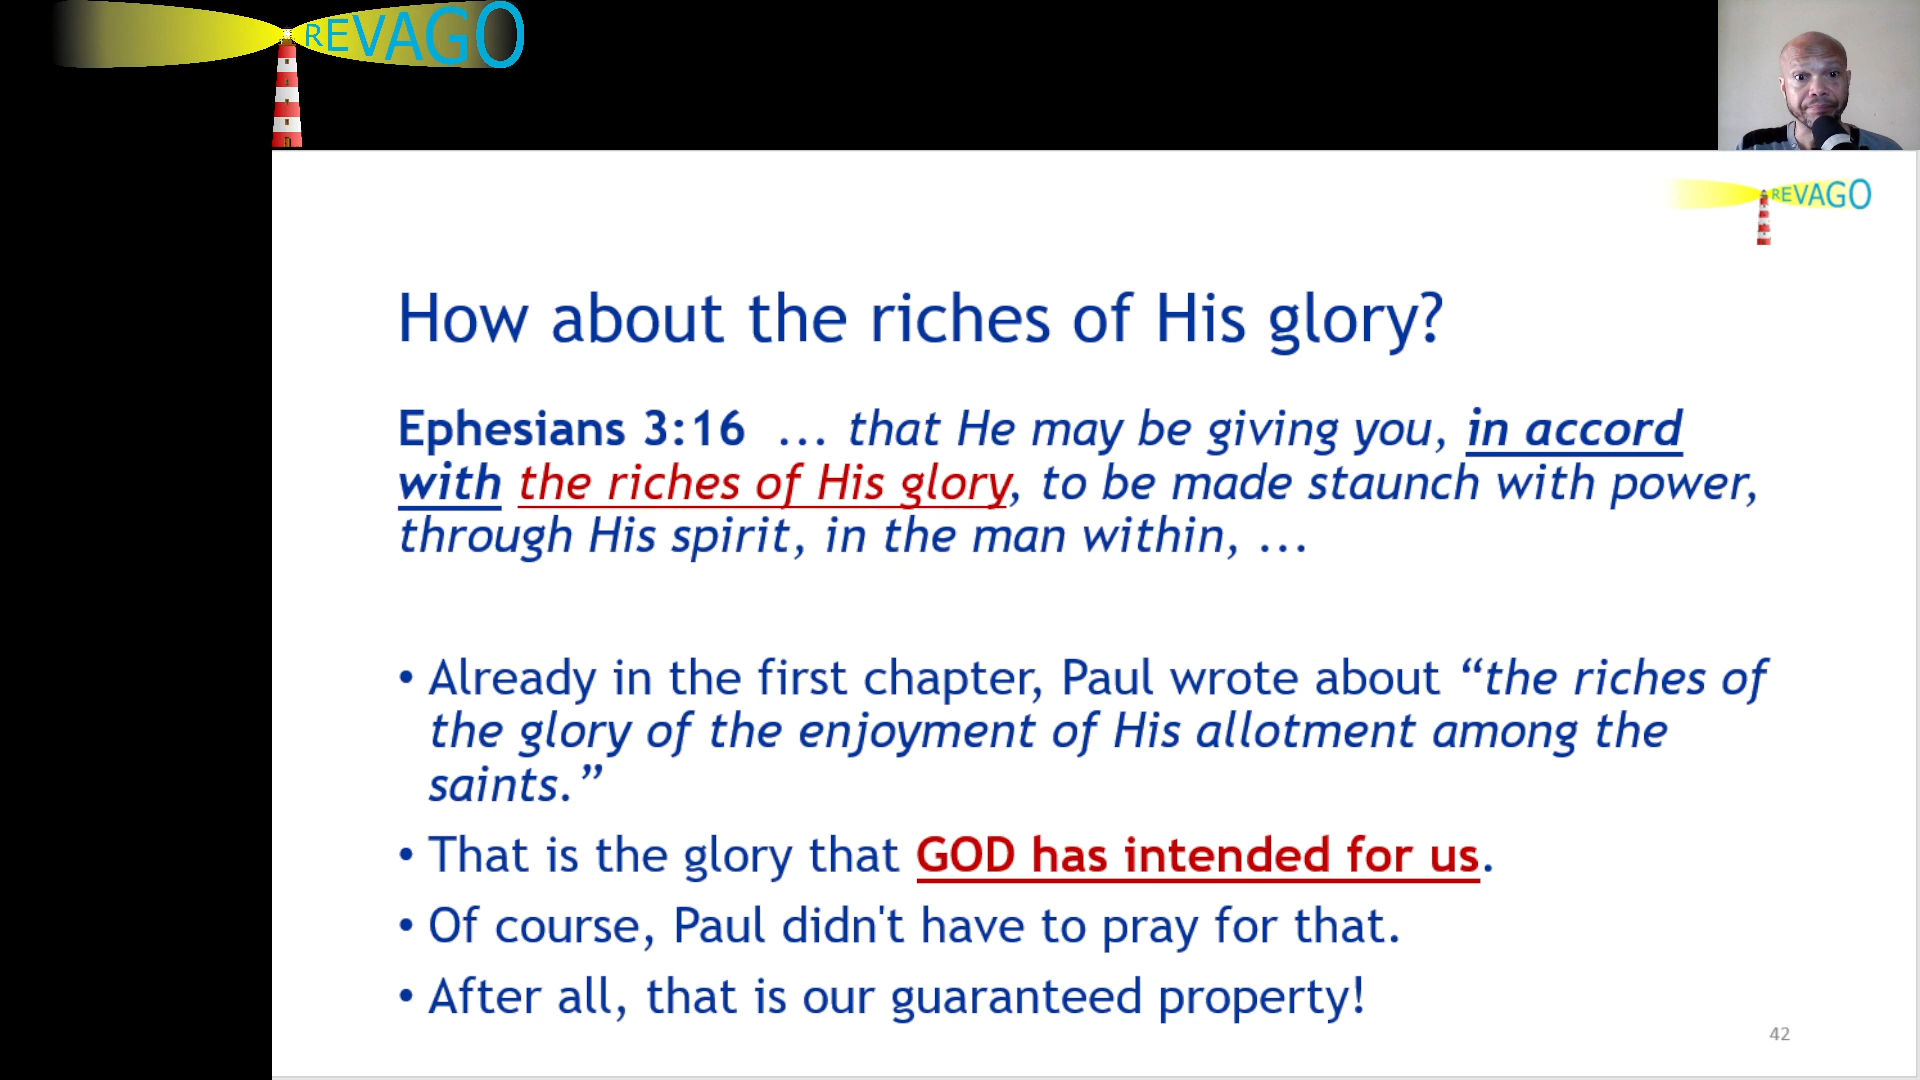 REVAGO
REVAGO
How about the riches of His glory?
Ephesians 3:16 ... that He may be giving you, in accord
with the riches of His glory, to be made staunch with power,
through His spirit, in the man within, ...
• Already in the first chapter, Paul wrote about “the riches of
the glory of the enjoyment of His allotment among the
saints.”
• That is the glory that GOD has intended for us.
• Of course, Paul didn't have to pray for that.
• After all, that is our guaranteed property!
42